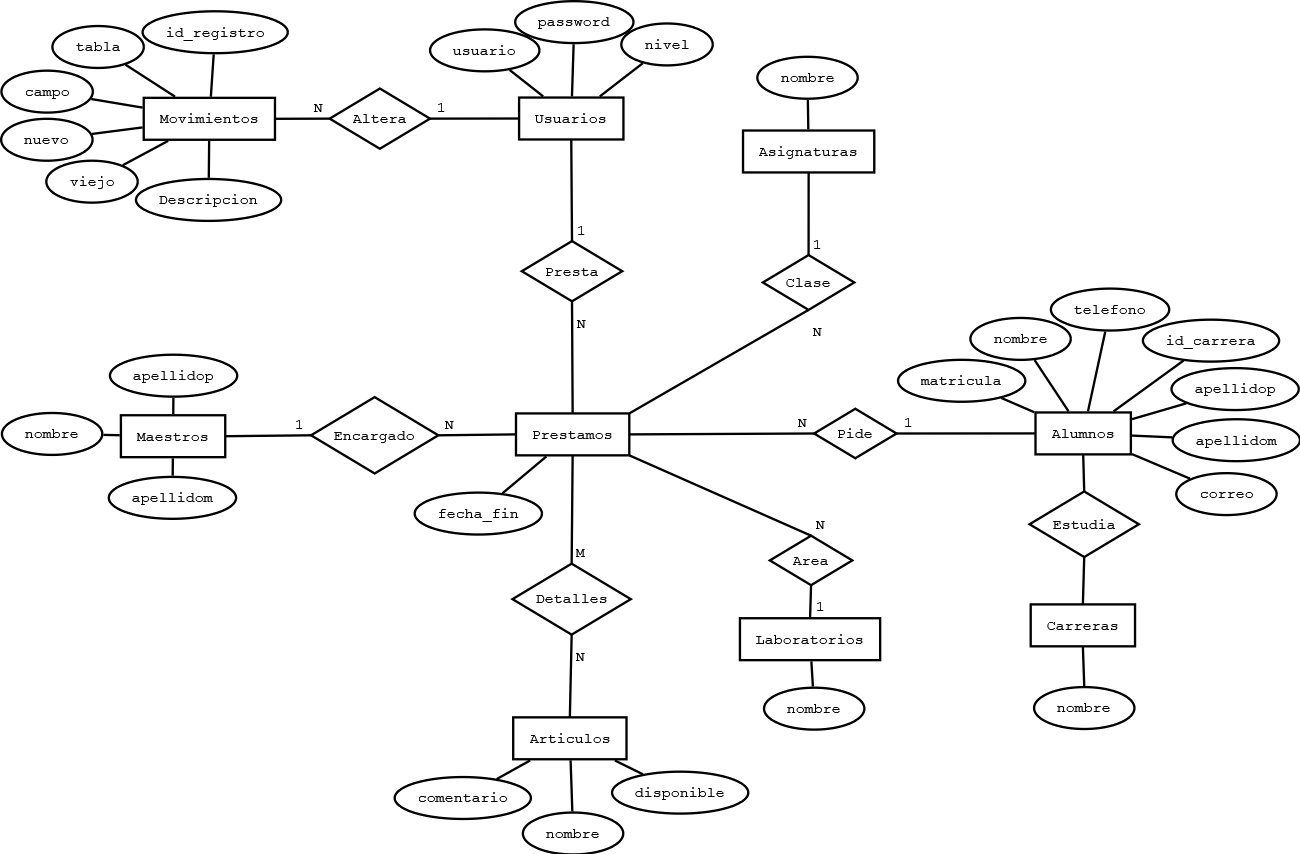 password
id_registro
tabla
usuario
nivel
nombre
campo
N
1
Movimientos
Altera
Usuarios
nuevo
Asignaturas
viejo
Descripcion
1
1
Presta
Clase
telefono
N
N
nombre
id_carrera
apellidop
matricula
apellidop
1
N
N
1
nombre
Maestros
Encargado
Prestamos
Pide
Alumnos
apellidom
apellidom
correo
fecha_fin
N
Estudia
M
Area
Detalles
1
Carreras
Laboratorios
N
nombre
nombre
Articulos
comentario
disponible
nombre